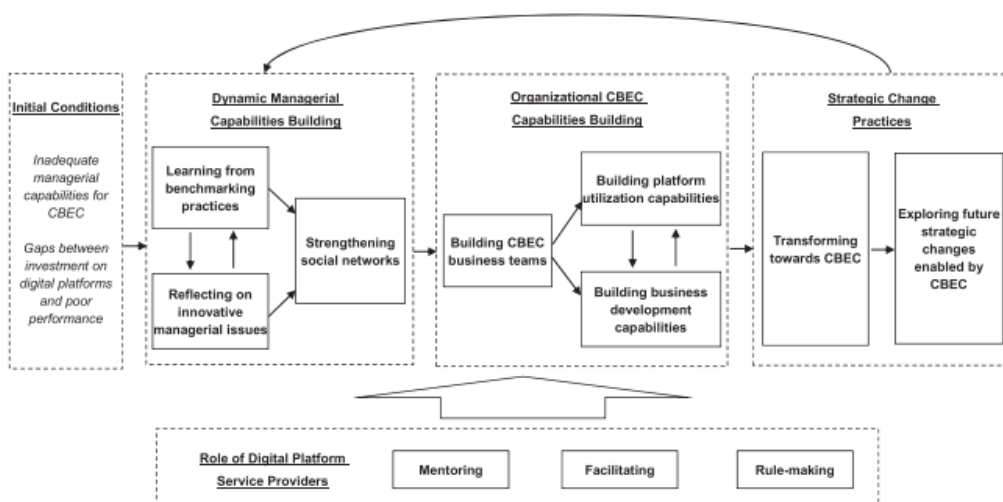 Initial Conditions
Inadequate
managerial
capabilities for
CBEC
Gaps between
investment on
digital platforms
and poor
performance
Dynamic Managerial
Capabilities Building
Learning from
benchmarking
practices
Reflecting on
innovative
managerial issues
Strengthening
social networks
Organizational CBEC
Capabilities Building
Building CBEC
business teams
Building platform
utilization capabilities
Building business
development
capabilities
Strategic Change
Practices
Transforming
towards CBEC
Exploring future
strategic
changes
enabled by
CBEC
Role of Digital Platform
Service Providers
Mentoring
Facilitating
Rule-making